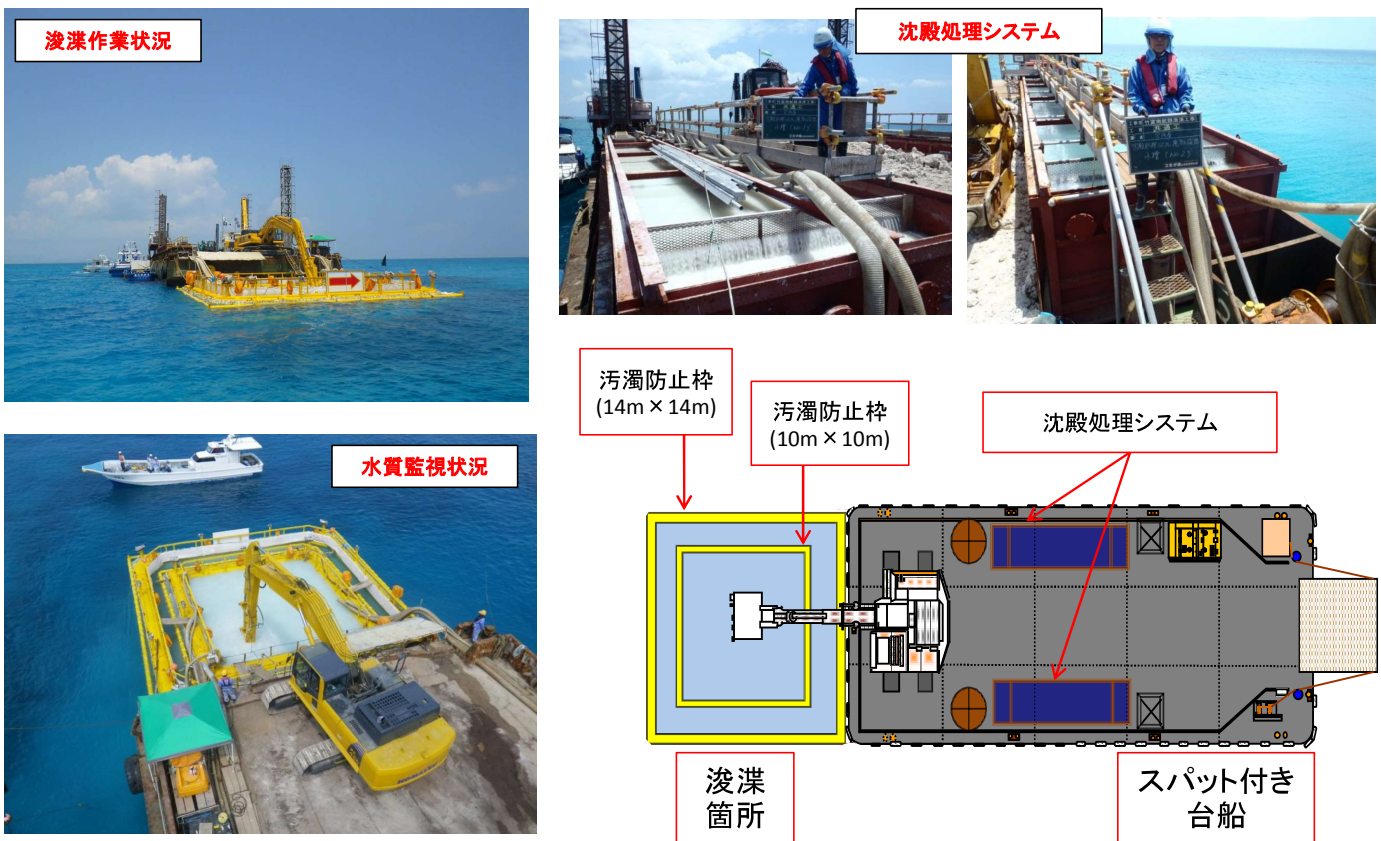 浚渫作業状況
沈殿処理システム
水質監視状況
汚濁防止枠
(14m×14m)
汚濁防止枠
(10m×10m)
沈殿処理システム
浚渫
箇所
スパット付き
台船